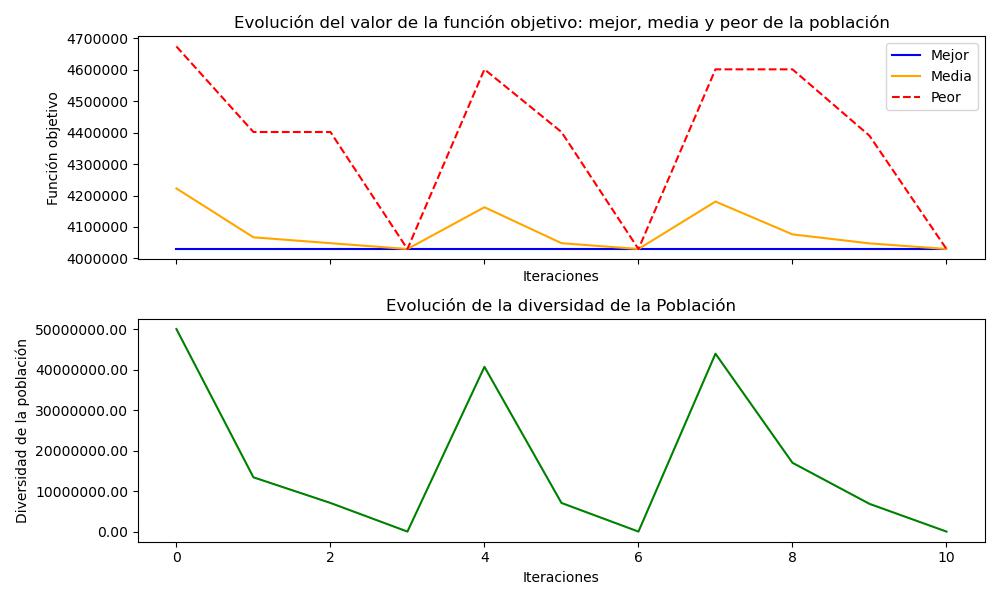 Evolución del valor de la función objetivo: mejor, media y peor de la población
4700000
4600000
4500000
4400000
4300000
4200000
4100000
4000000
Función objetivo
Mejor
Media
Peor
Iteraciones
Evolución de la diversidad de la Población
50000000.00
40000000.00
30000000.00
20000000.00
10000000.00
0.00
Diversidad de la población
0 2 4 6 8 10
Iteraciones